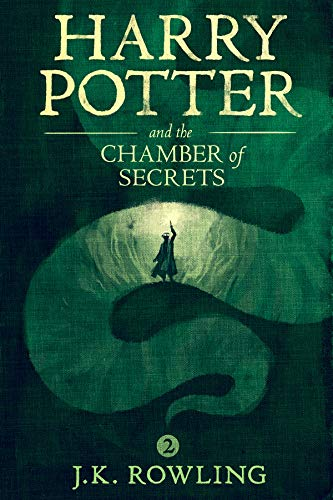 HARRY
POTTER
and the
CHAMBER of
SECRETS
2
J.K. ROWLING